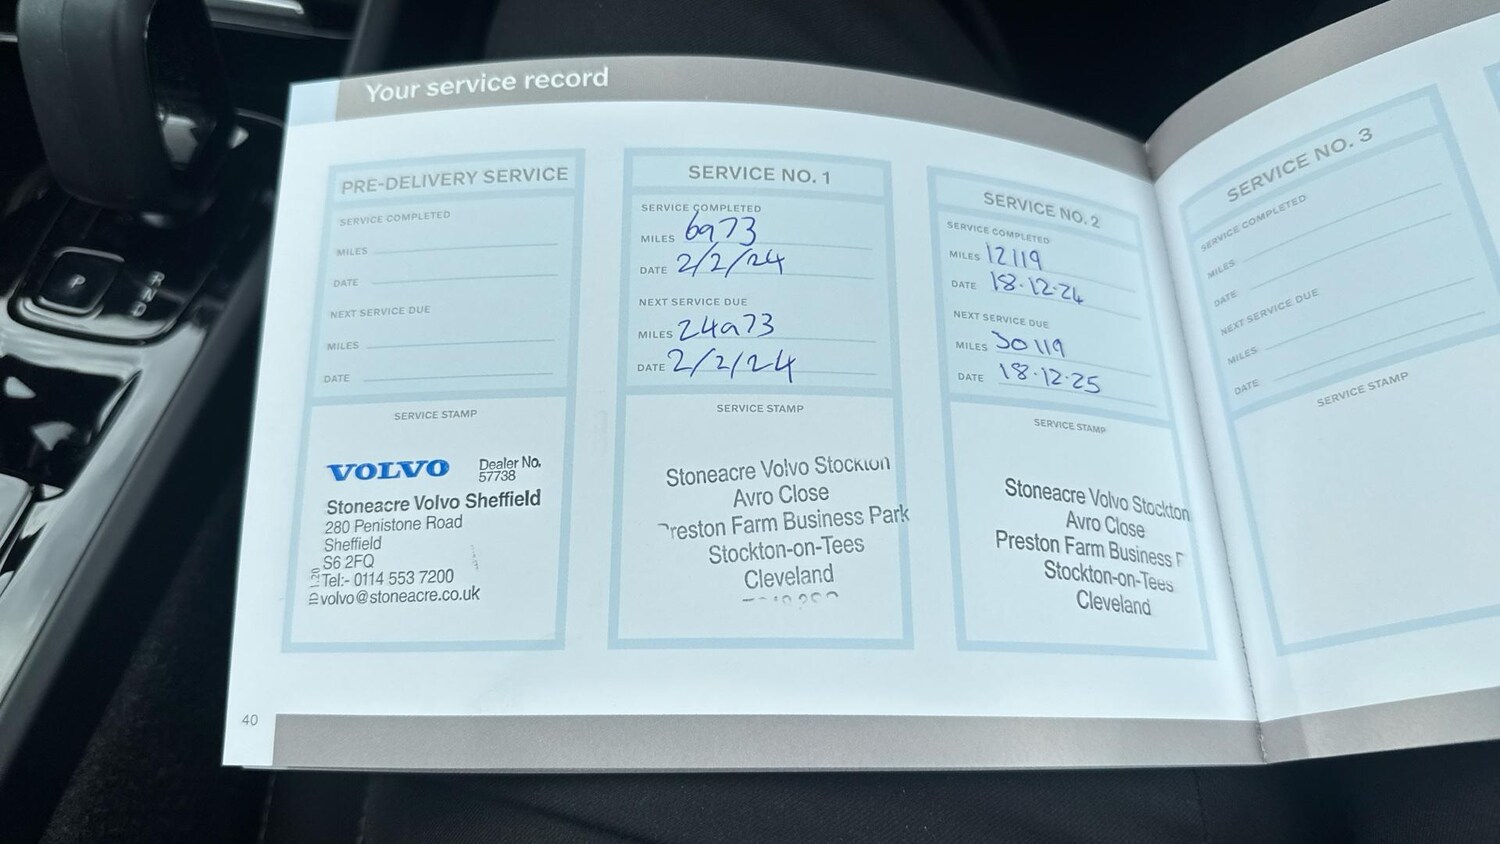 Your service record
PRE-DELIVERY SERVICE
SERVICE COMPLETED
MILES
DATE
NEXT SERVICE DUE
MILES
DATE
SERVICE STAMP
VOLVO Dealer No.
57738
Stoneacre Volvo Sheffield
280 Penistone Road
Sheffield
S6 2FQ
Tel:- 0114 553 7200
volvo@stoneacre.co.uk
SERVICE NO. 1
SERVICE COMPLETED
MILES 6973
DATE 2/2/24
NEXT SERVICE DUE
MILES 24973
DATE 2/2/24
SERVICE STAMP
Stoneacre Volvo Stockton
Avro Close
Preston Farm Business Park
Stockton-on-Tees
Cleveland
SERVICE NO. 2
SERVICE COMPLETED
MILES 12119
DATE 18.12.24
NEXT SERVICE DUE
MILES 30119
DATE 18.12.25
SERVICE STAMP
Stoneacre Volvo Stockton
Avro Close
Preston Farm Business
Stockton-on-Tees
Cleveland
SERVICE NO. 3
SERVICE COMPLETED
MILES
DATE
NEXT SERVICE DUE
MILES
DATE
SERVICE STAMP
40
P
R
N
D